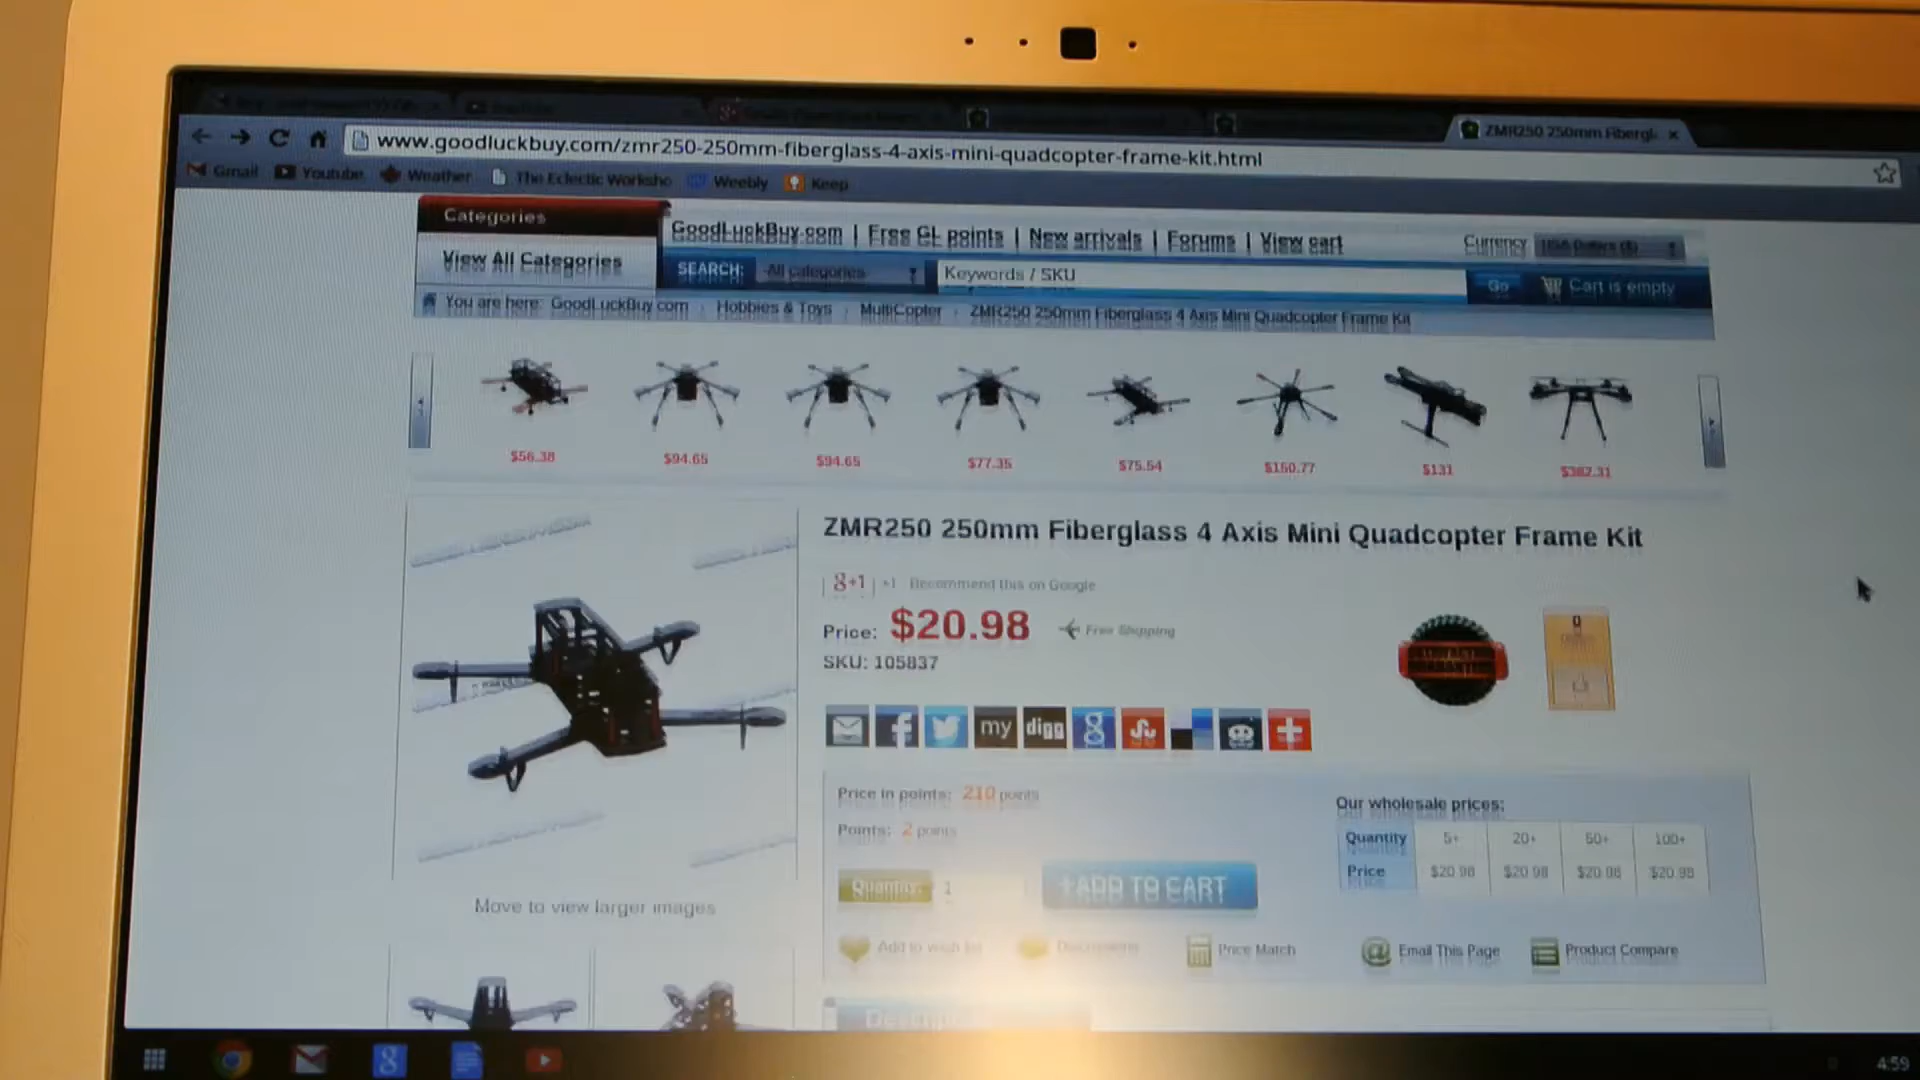 ZMR250 250mm Fibergl
www.goodluckbuy.com/zmr250-250mm-fiberglass-4-axis-mini-quadcopter-frame-kit.html
Gmail Youtube Weather The Eclectic Worksho Weebly Keep
Categories
GoodLuckBuy.com | Free GL points | New arrivals | Forums | View cart Currency
View All Categories
SEARCH: All categories Keywords / SKU Go Cart is empty
You are here: GoodLuckBuy.com Hobbies & Toys MultiCopter ZMR250 250mm Fiberglass 4 Axis Mini Quadcopter Frame Kit
$56.38 $94.65 $94.65 $77.35 $75.54 $150.77 $131 $382.31
ZMR250 250mm Fiberglass 4 Axis Mini Quadcopter Frame Kit
g+1 +1 Recommend this on Google
Price: $20.98 Free Shipping
SKU: 105837
0
my digg
Price in points: 210 points
Points: 2 points
Our wholesale prices:
Quantity 5+ 20+ 50+ 100+
Price $20.98 $20.98 $20.98 $20.98
Quantity: 1 +ADD TO CART
Move to view larger images
Add to wish list Price Match Email This Page Product Compare
4:59